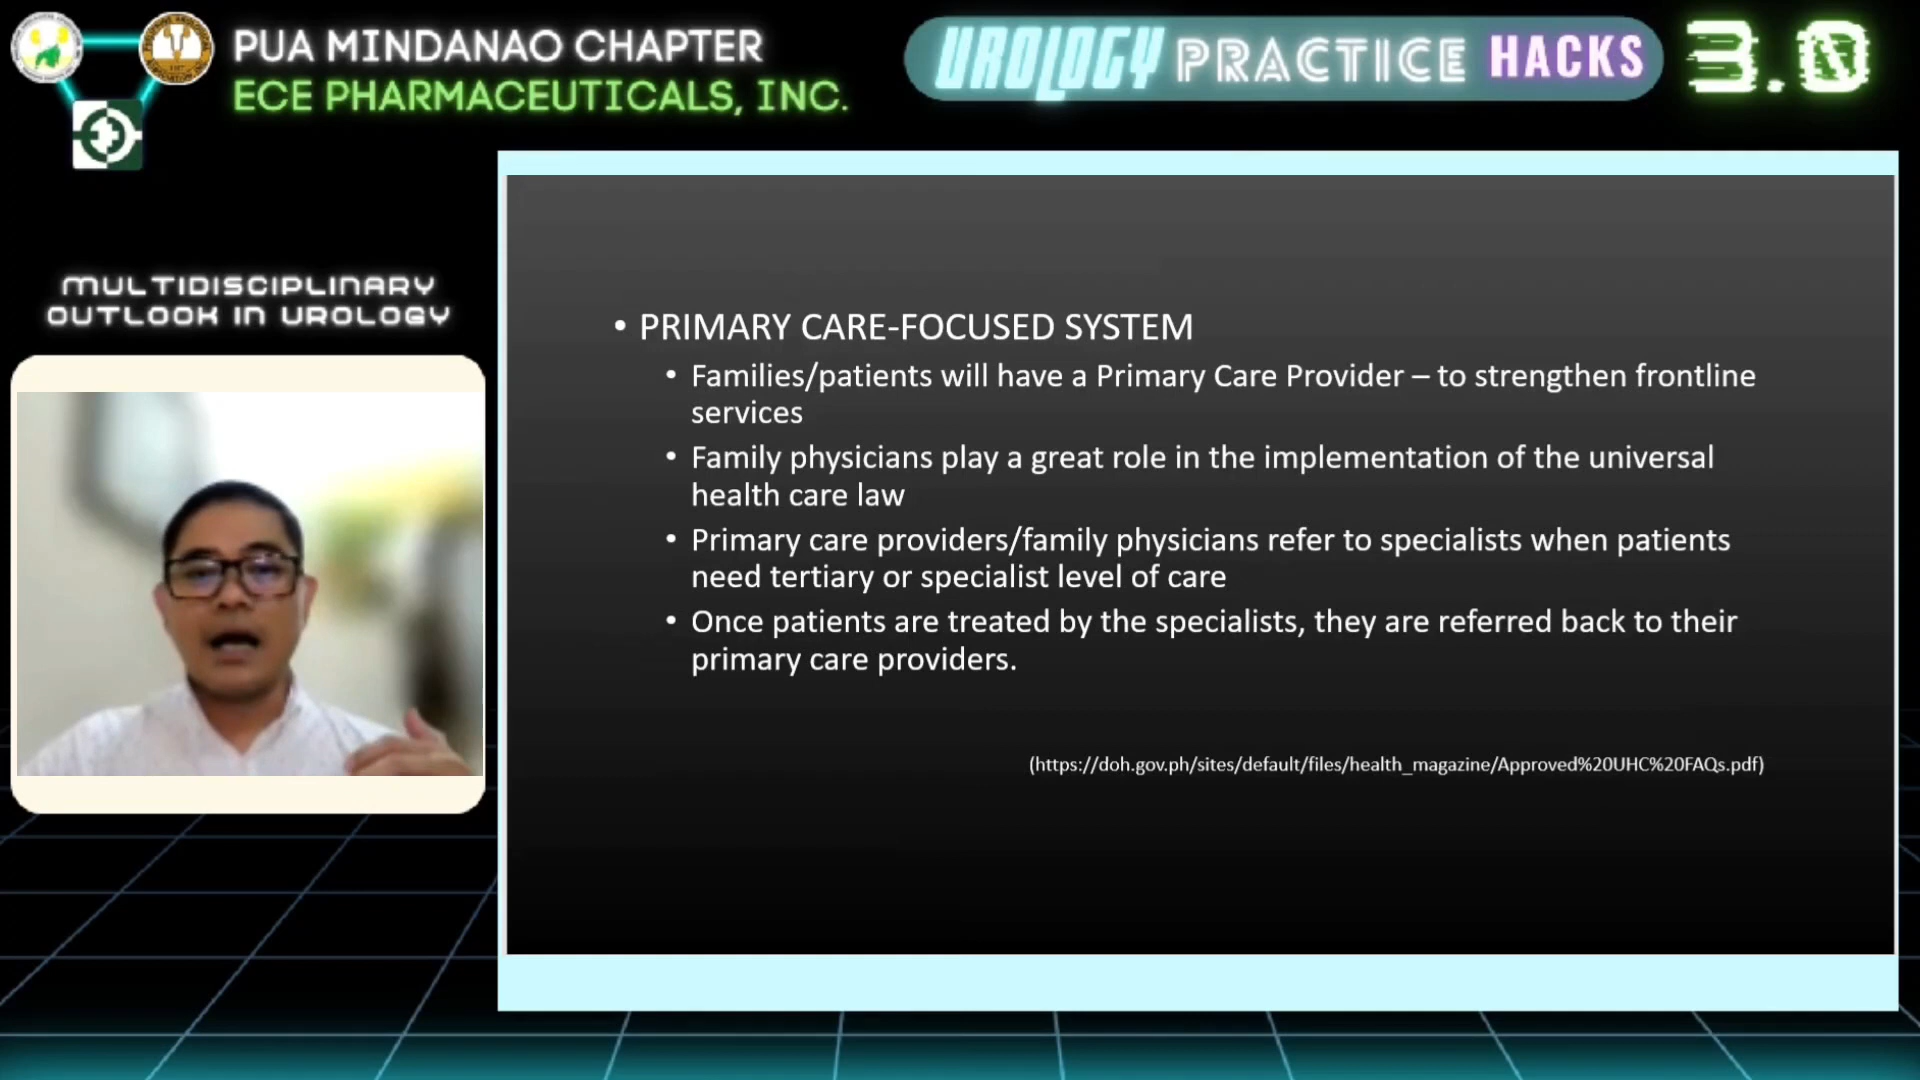 PUA MINDANAO CHAPTER
ECE PHARMACEUTICALS, INC.
UROLOGY PRACTICE HACKS 3.0
MULTIDISCIPLINARY
OUTLOOK IN UROLOGY
• PRIMARY CARE-FOCUSED SYSTEM
• Families/patients will have a Primary Care Provider – to strengthen frontline
services
• Family physicians play a great role in the implementation of the universal
health care law
• Primary care providers/family physicians refer to specialists when patients
need tertiary or specialist level of care
• Once patients are treated by the specialists, they are referred back to their
primary care providers.
(https://doh.gov.ph/sites/default/files/health_magazine/Approved%20UHC%20FAQs.pdf)